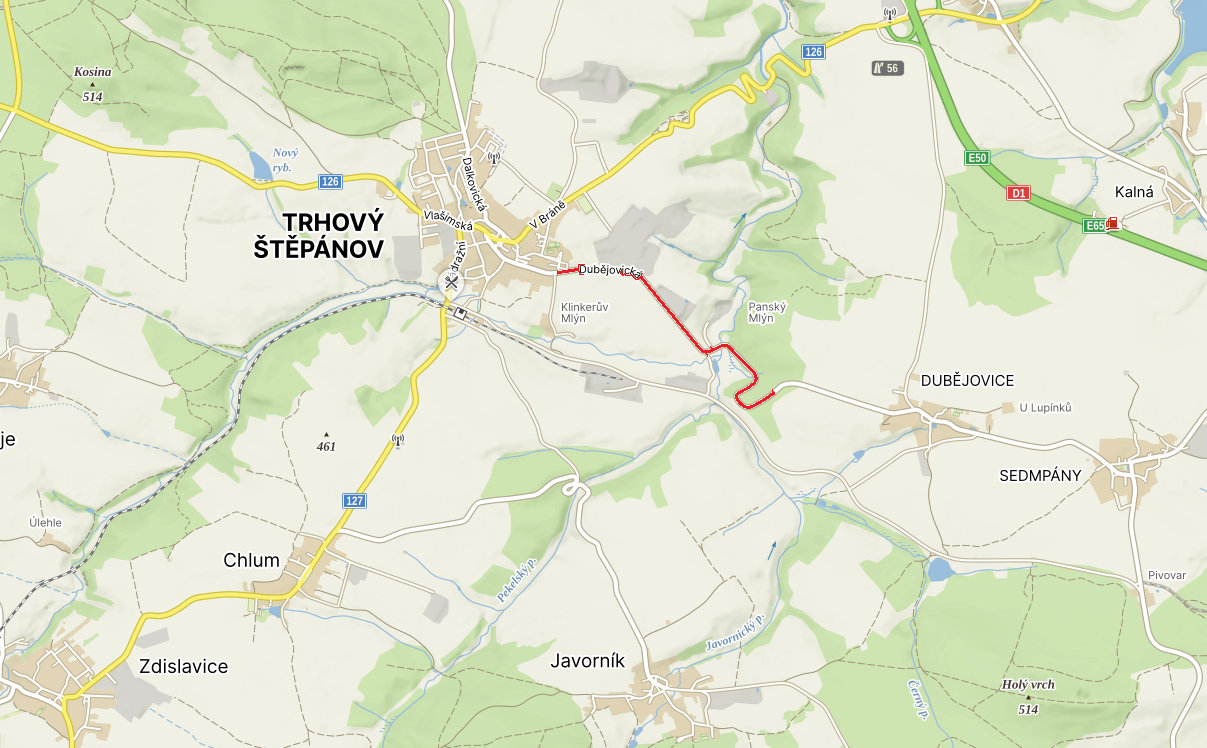 126
56
Kosina
514
Nový
ryb.
126
E50
D1
Kalná
E65
Dalkovická
Vlašimská
V Bráně
TRHOVÝ
ŠTĚPÁNOV
Dubějovická
Klinkerův
Mlýn
Panský
Mlýn
DUBĚJOVICE
U Lupínků
je
461
SEDMPÁNY
127
Úlehle
Chlum
Pekelský p.
Pivovar
Javornický p.
Javorník
Zdislavice
Holý vrch
514
Černý p.